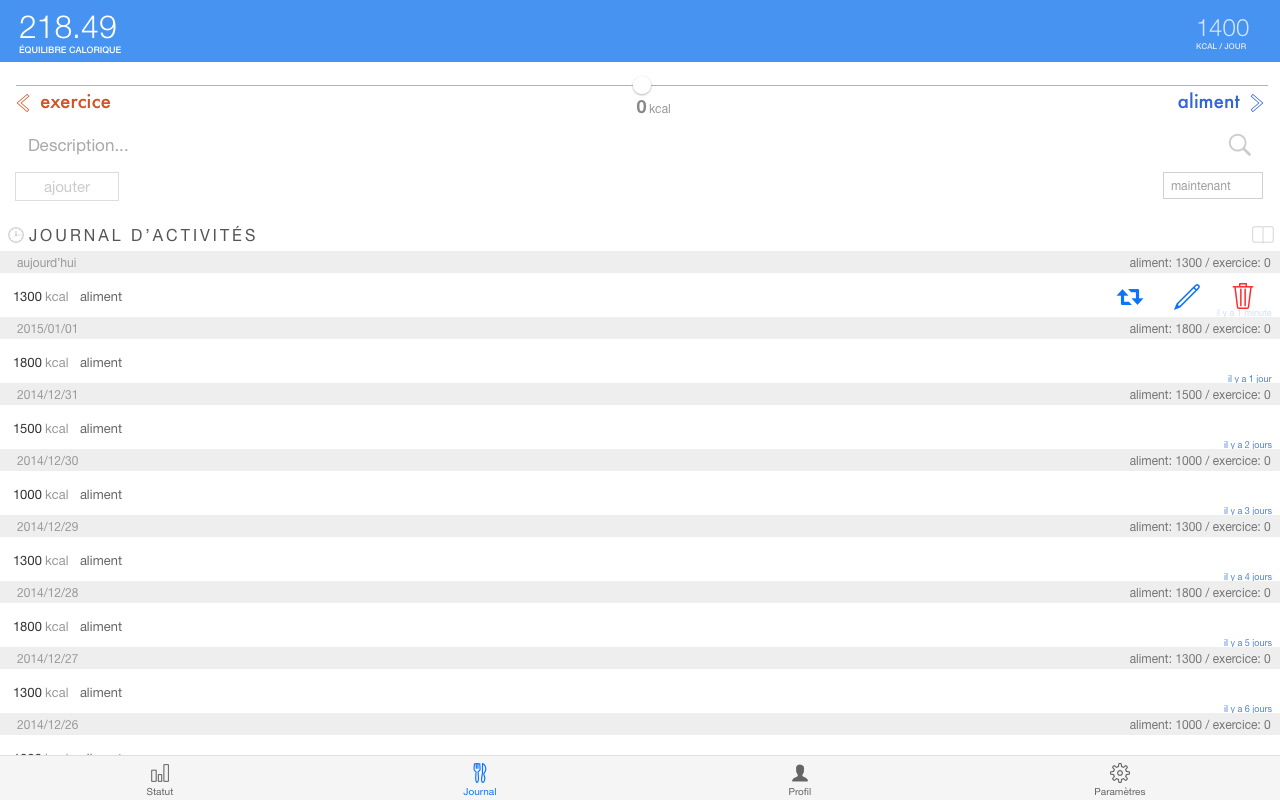 218.49
ÉQUILIBRE CALORIQUE
1400
KCAL / JOUR
exercice
0 kcal
aliment
Description...
ajouter
maintenant
JOURNAL D’ACTIVITÉS
aujourd’hui aliment: 1300 / exercice: 0
1300 kcal aliment
il y a 1 minute
2015/01/01 aliment: 1800 / exercice: 0
1800 kcal aliment
il y a 1 jour
2014/12/31 aliment: 1500 / exercice: 0
1500 kcal aliment
il y a 2 jours
2014/12/30 aliment: 1000 / exercice: 0
1000 kcal aliment
il y a 3 jours
2014/12/29 aliment: 1300 / exercice: 0
1300 kcal aliment
il y a 4 jours
2014/12/28 aliment: 1800 / exercice: 0
1800 kcal aliment
il y a 5 jours
2014/12/27 aliment: 1300 / exercice: 0
1300 kcal aliment
il y a 6 jours
2014/12/26 aliment: 1000 / exercice: 0
Statut Journal Profil Paramètres